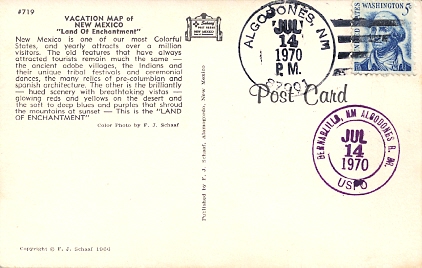 #719
VACATION MAP of
NEW MEXICO
"Land Of Enchantment"
New Mexico is one of our most Colorful
States, and yearly attracts over a million
visitors. The old features that have always
attracted tourists remain much the same —
the ancient adobe villages, the Indians and
their unique tribal festivals and ceremonial
dances, the many relics of pre-columbian and
spanish architecture. The other is the brilliantly
— hued scenery with breathtaking vistas —
glowing reds and yellows on the desert and
the soft to deep blues and purples that shroud
the mountains at sunset — This is the "LAND
OF ENCHANTMENT"
Color Photo by F. J. Schaaf
Copyright © F. J. Schaaf
Published by F. J. Schaaf, Alamogordo, New Mexico
ALGODONES, NM
JUL
14
1970
P.M.
WASHINGTON 5c
Post Card
BERNALILLO, NM ALGODONES R. BR.
JUL
14
1970
USPO